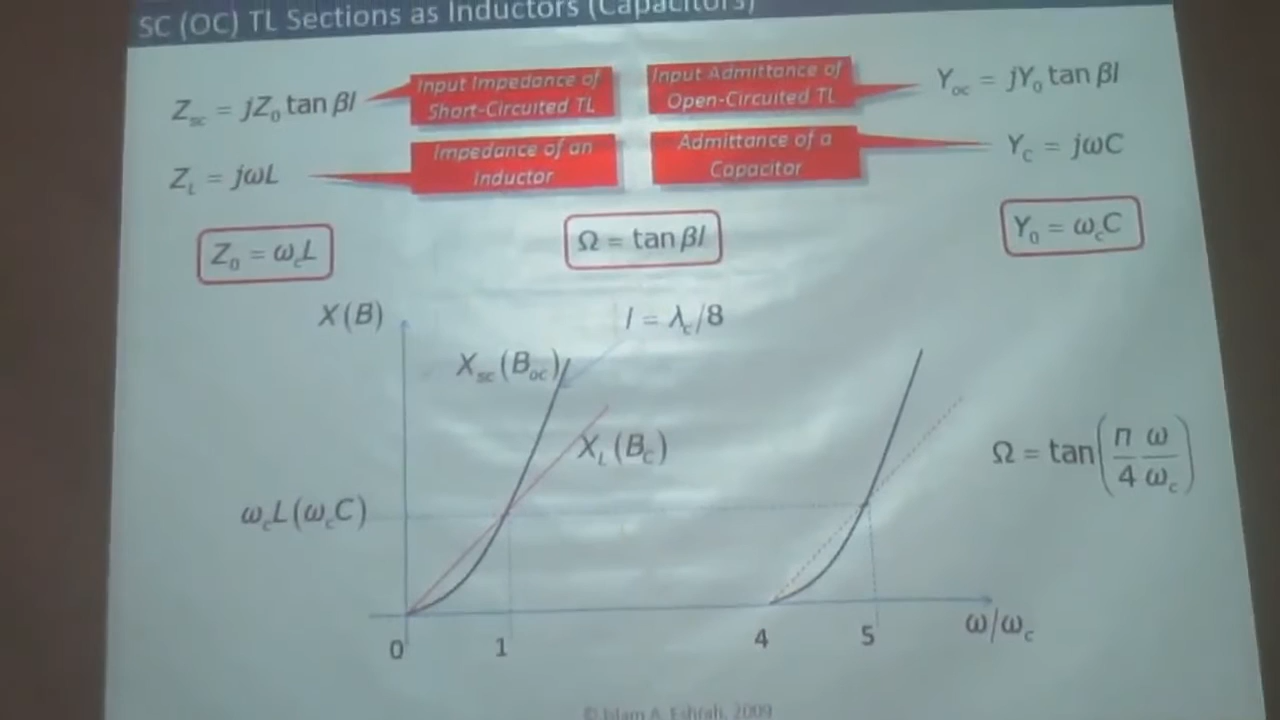 SC (OC) TL Sections as Inductors (Capacitors)
Z_sc = jZ_0 tan βl
Input Impedance of
Short-Circuited TL
Input Admittance of
Open-Circuited TL
Y_oc = jY_0 tan βl
Z_L = jωL
Impedance of an
Inductor
Admittance of a
Capacitor
Y_C = jωC
Z_0 = ω_cL
Ω = tan βl
Y_0 = ω_cC
X(B)
l = λ_c/8
X_sc(B_oc)
X_L(B_C)
Ω = tan(π/4 ω/ω_c)
ω_cL(ω_cC)
0
1
4
5
ω/ω_c
© Islam A. Eshrah, 2009